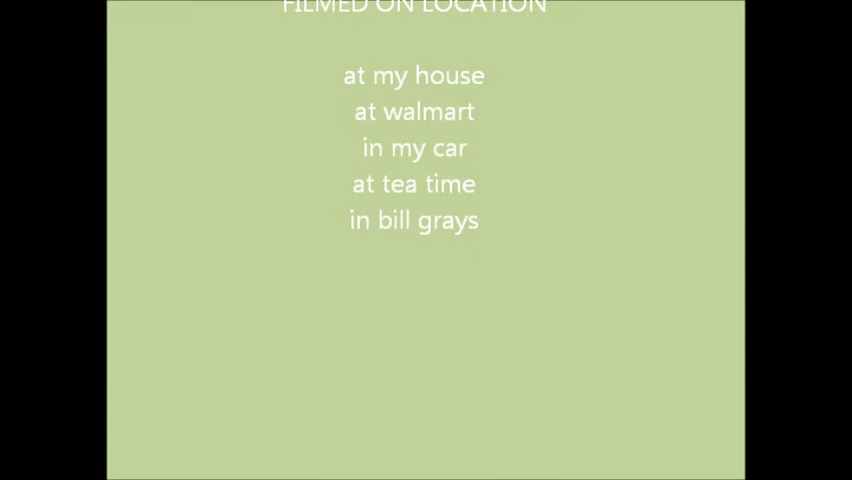 FILMED ON LOCATION
at my house
at walmart
in my car
at tea time
in bill grays